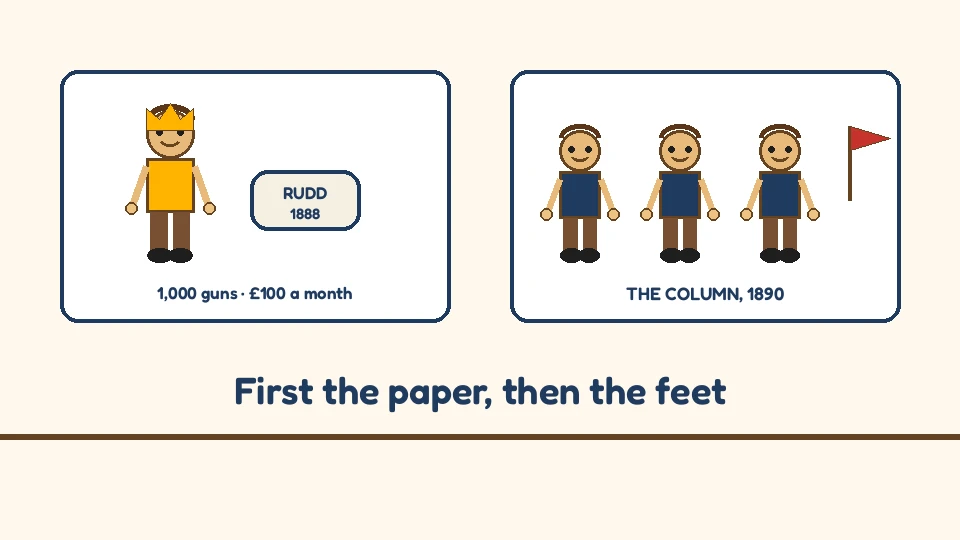 RUDD
1888
1,000 guns · £100 a month
THE COLUMN, 1890
First the paper, then the feet